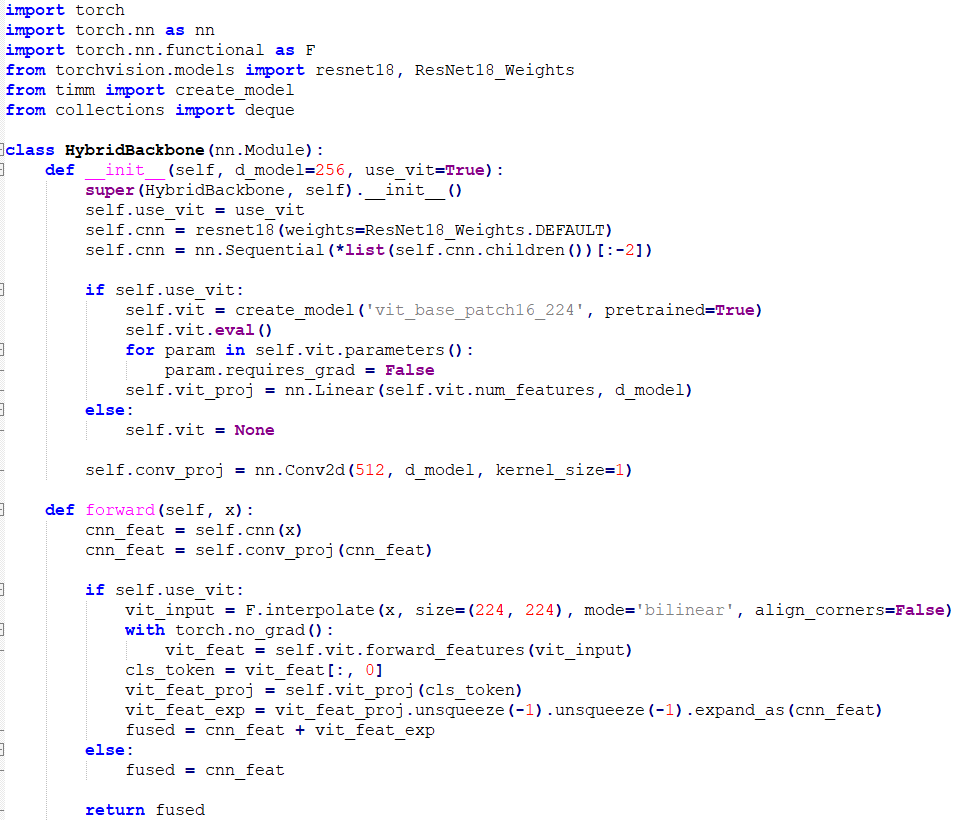 import torch
import torch.nn as nn
import torch.nn.functional as F
from torchvision.models import resnet18, ResNet18_Weights
from timm import create_model
from collections import deque

class HybridBackbone(nn.Module):
    def __init__(self, d_model=256, use_vit=True):
        super(HybridBackbone, self).__init__()
        self.use_vit = use_vit
        self.cnn = resnet18(weights=ResNet18_Weights.DEFAULT)
        self.cnn = nn.Sequential(*list(self.cnn.children())[:-2])

        if self.use_vit:
            self.vit = create_model('vit_base_patch16_224', pretrained=True)
            self.vit.eval()
            for param in self.vit.parameters():
                param.requires_grad = False
            self.vit_proj = nn.Linear(self.vit.num_features, d_model)
        else:
            self.vit = None

        self.conv_proj = nn.Conv2d(512, d_model, kernel_size=1)

    def forward(self, x):
        cnn_feat = self.cnn(x)
        cnn_feat = self.conv_proj(cnn_feat)

        if self.use_vit:
            vit_input = F.interpolate(x, size=(224, 224), mode='bilinear', align_corners=False)
            with torch.no_grad():
                vit_feat = self.vit.forward_features(vit_input)
            cls_token = vit_feat[:, 0]
            vit_feat_proj = self.vit_proj(cls_token)
            vit_feat_exp = vit_feat_proj.unsqueeze(-1).unsqueeze(-1).expand_as(cnn_feat)
            fused = cnn_feat + vit_feat_exp
        else:
            fused = cnn_feat

        return fused